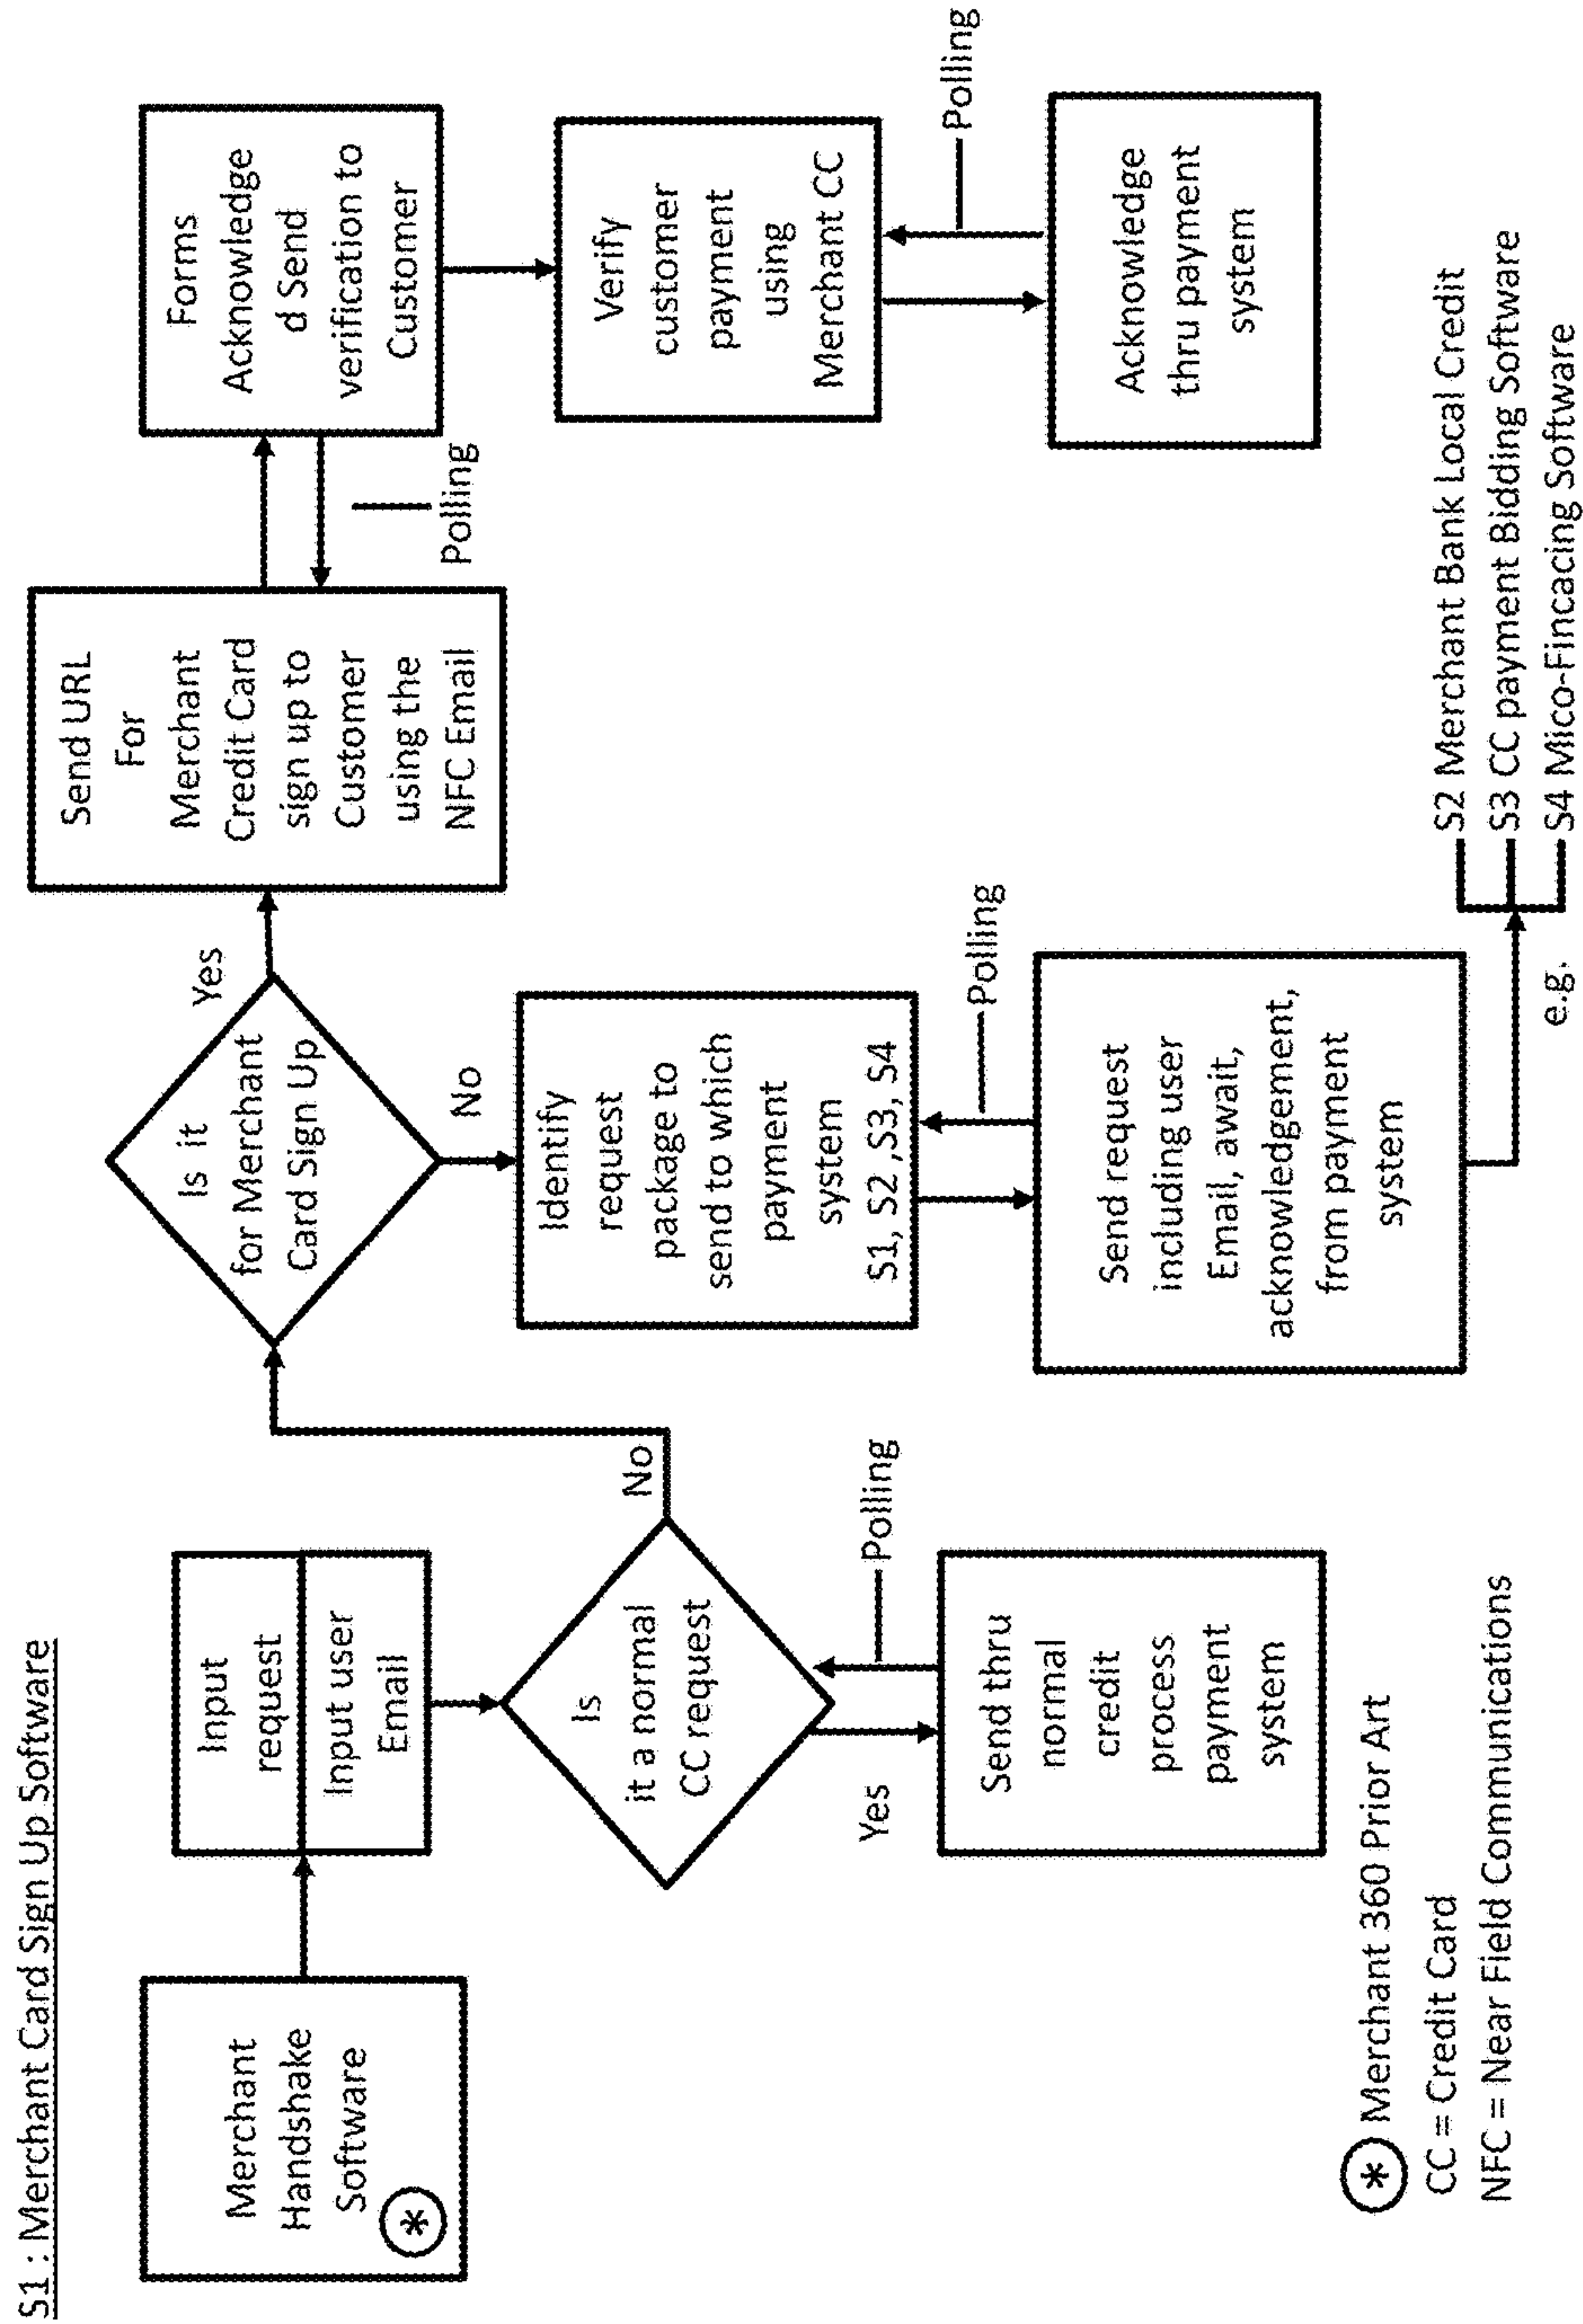 S1 : Merchant Card Sign Up Software
Merchant
Handshake
Software
*
Input
request
Input user
Email
Is
it a normal
CC request
Yes
No
Polling
Send thru
normal
credit
process
payment
system
Is it
for Merchant
Card Sign Up
Yes
No
Identify
request
package to
send to which
payment
system
S1, S2 ,S3, S4
Polling
Send request
including user
Email, await,
acknowledgement,
from payment
system
e.g.
S2 Merchant Bank Local Credit
S3 CC payment Bidding Software
S4 Mico-Fincacing Software
Send URL
For
Merchant
Credit Card
sign up to
Customer
using the
NFC Email
Polling
Forms
Acknowledge
d Send
verification to
Customer
Verify
customer
payment
using
Merchant CC
Polling
Acknowledge
thru payment
system
* Merchant 360 Prior Art
CC = Credit Card
NFC = Near Field Communications